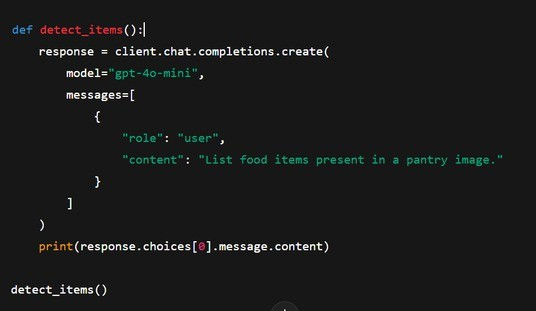 def detect_items():
    response = client.chat.completions.create(
        model="gpt-4o-mini",
        messages=[
            {
                "role": "user",
                "content": "List food items present in a pantry image."
            }
        ]
    )
    print(response.choices[0].message.content)

detect_items()